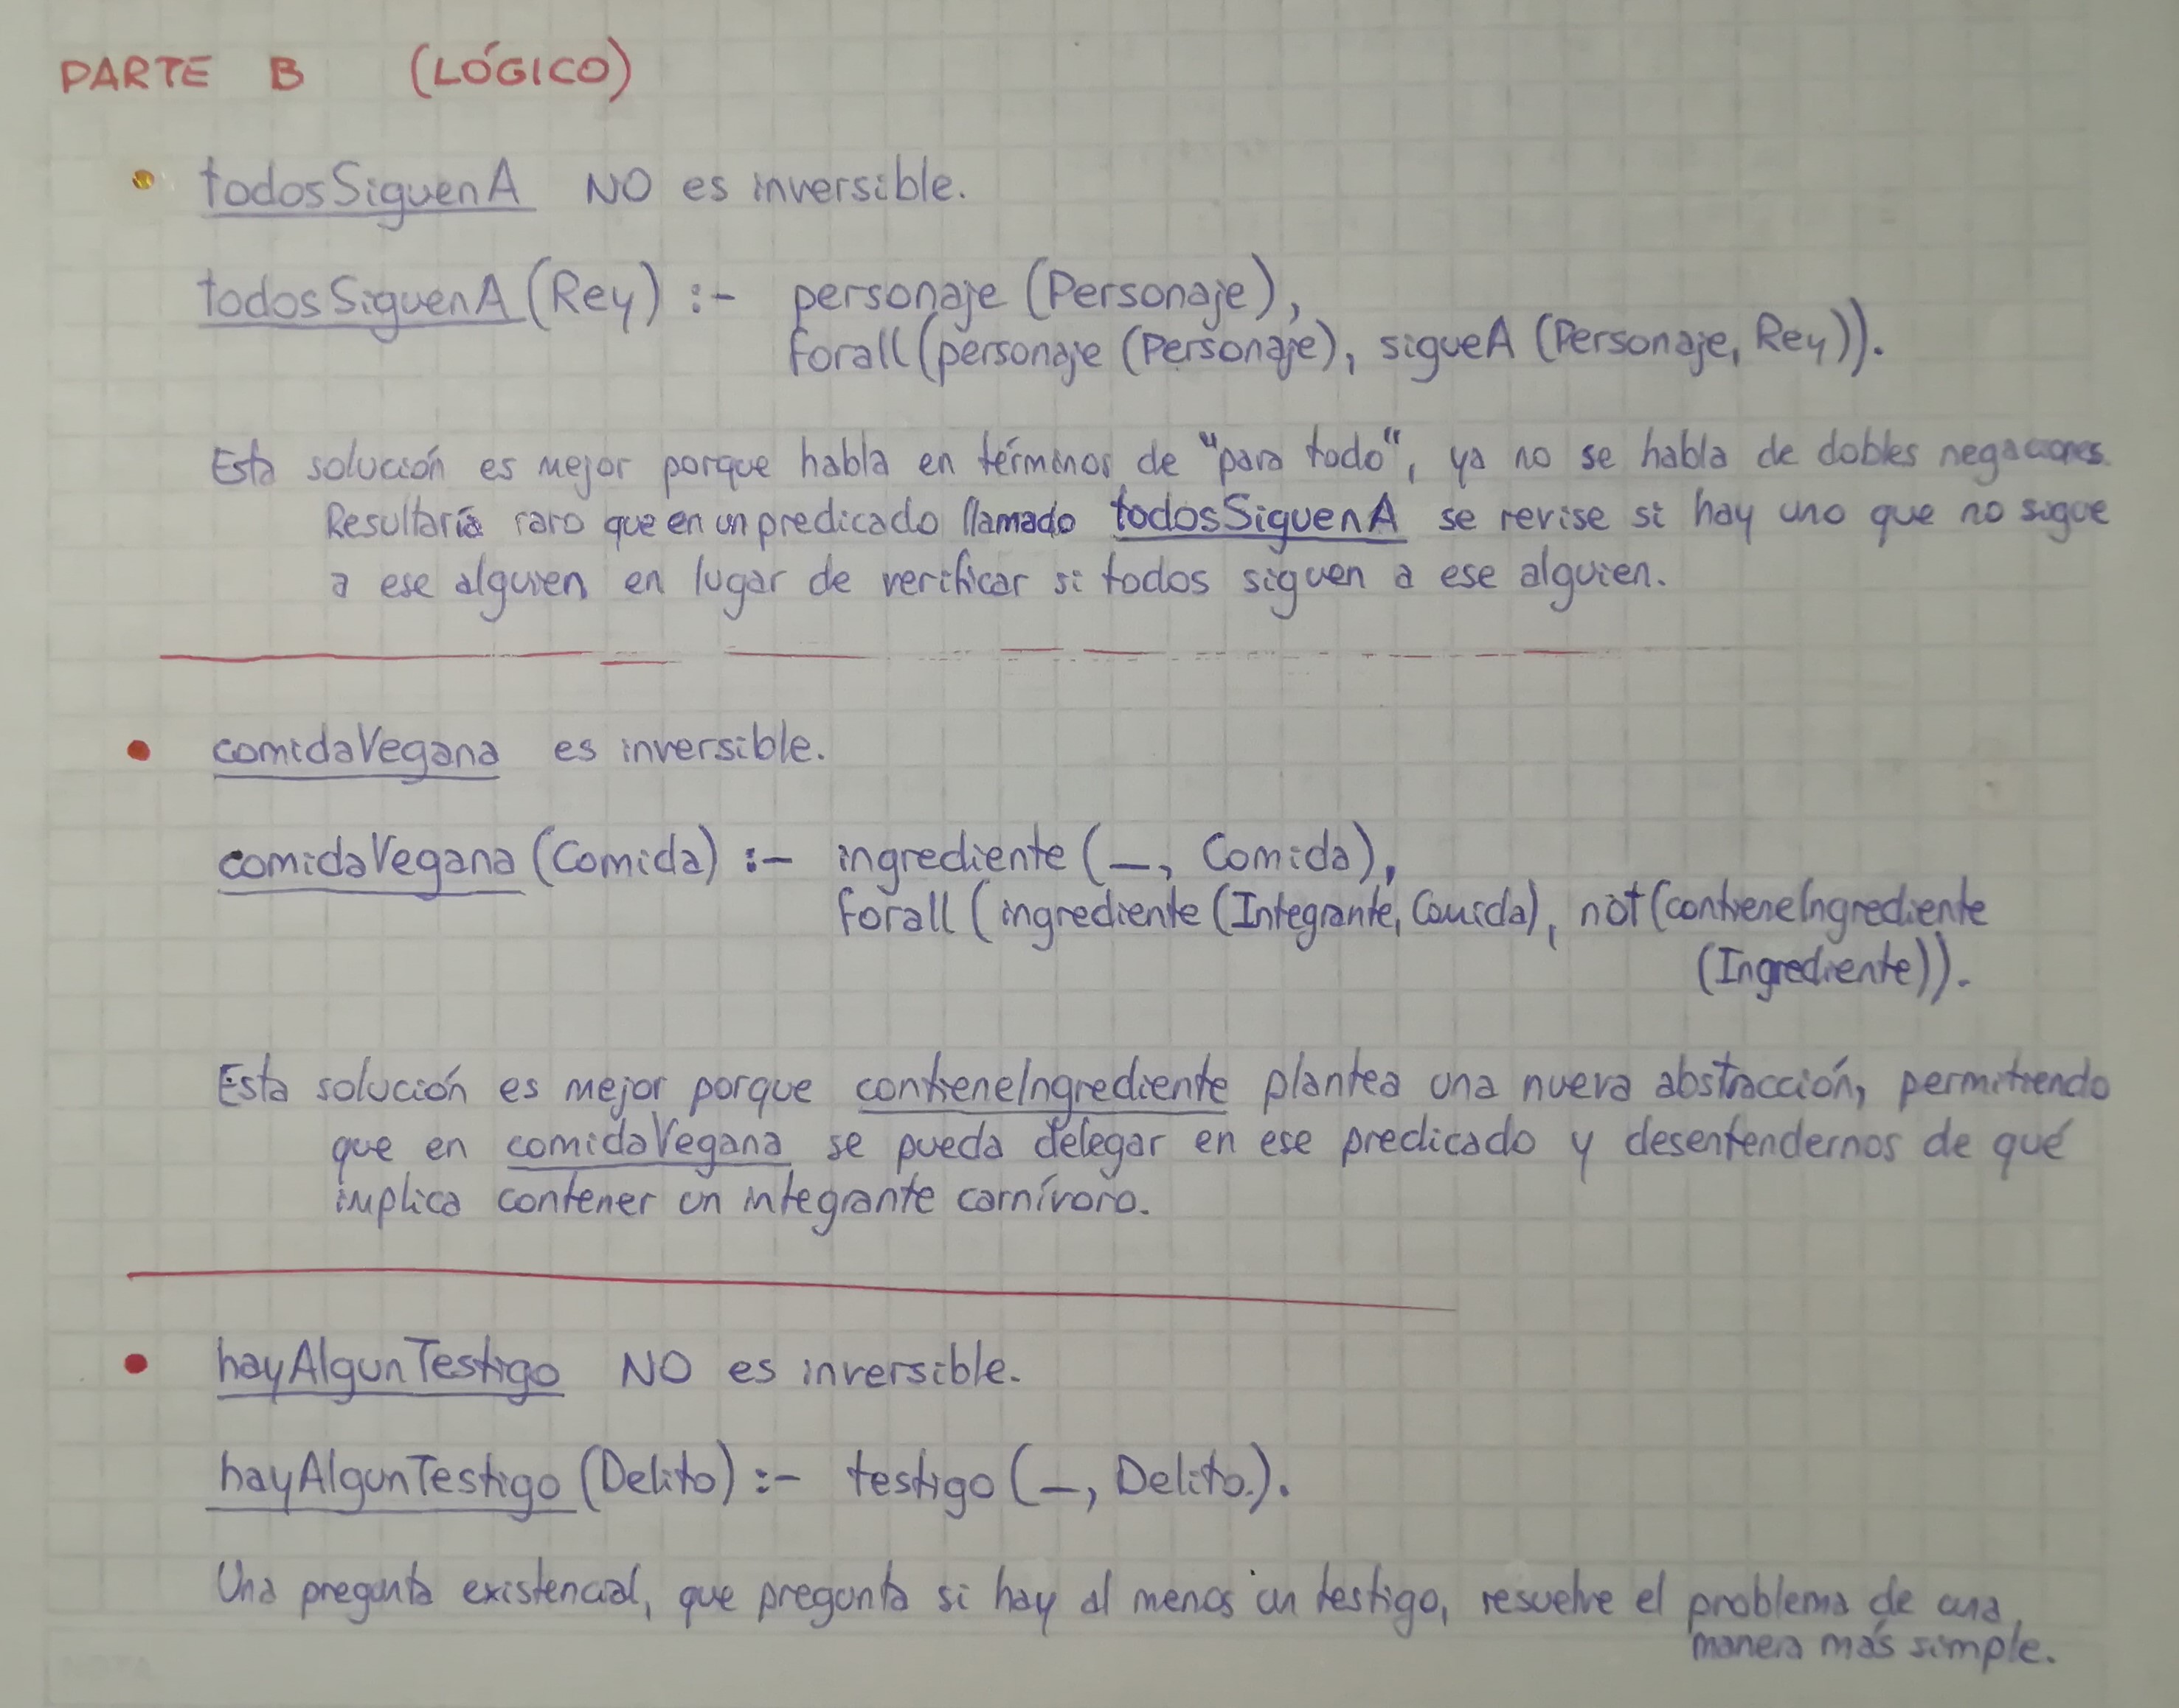 PARTE B (LÓGICO)
• todosSiguenA NO es inversible.
todosSiguenA (Rey) :- personaje (Personaje),
forall (personaje (Personaje), sigueA (Personaje, Rey)).
Esta solución es mejor porque habla en términos de "para todo", ya no se habla de dobles negaciones.
Resultaría raro que en un predicado llamado todosSiguenA se revise si hay uno que no sigue
a ese alguien en lugar de verificar si todos siguen a ese alguien.
• comidaVegana es inversible.
comidaVegana (Comida) :- ingrediente (_, Comida),
forall (ingrediente (Integrante, Comida), not (contieneIngrediente
(Ingrediente)).
Esta solución es mejor porque contieneIngrediente plantea una nueva abstracción, permitiendo
que en comidaVegana se pueda delegar en ese predicado y desentendernos de qué
implica contener un integrante carnívoro.
• hayAlgunTestigo NO es inversible.
hayAlgunTestigo (Delito) :- testigo (_, Delito).
Una pregunta existencial, que pregunta si hay al menos un testigo, resuelve el problema de una
manera más simple.